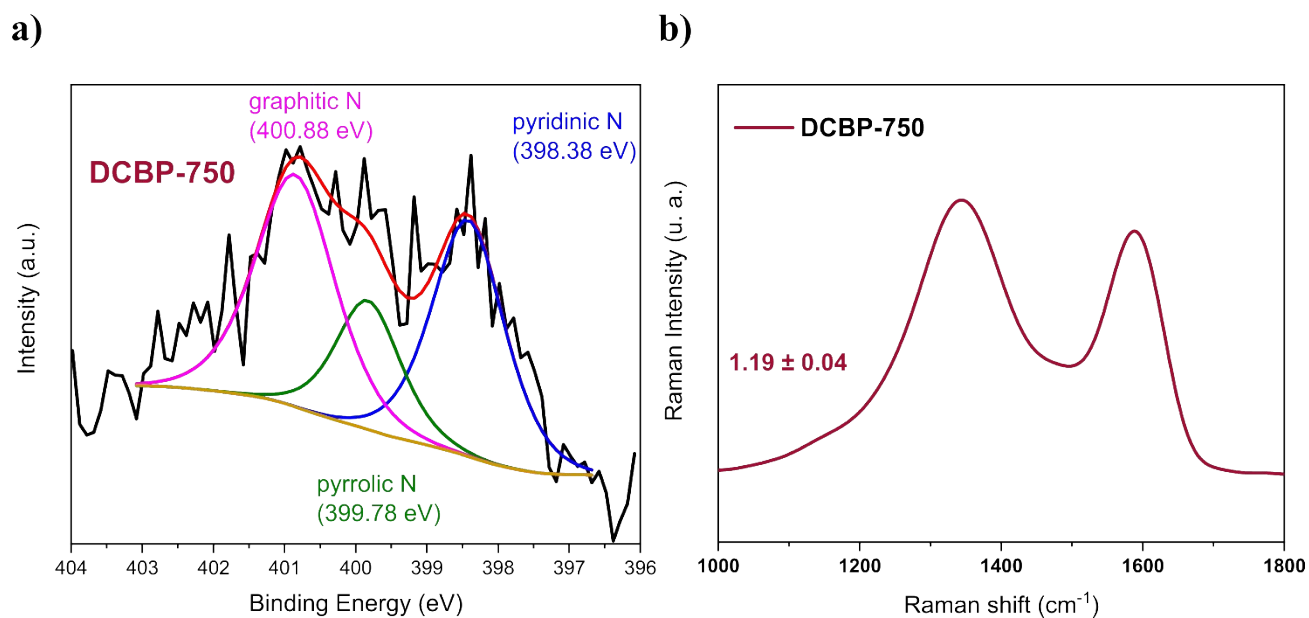 a)
graphitic N
(400.88 eV)
pyridinic N
(398.38 eV)
DCBP-750
pyrrolic N
(399.78 eV)
Intensity (a.u.)
404 403 402 401 400 399 398 397 396
Binding Energy (eV)
b)
DCBP-750
1.19 ± 0.04
Raman Intensity (u. a.)
1000 1200 1400 1600 1800
Raman shift (cm⁻¹)